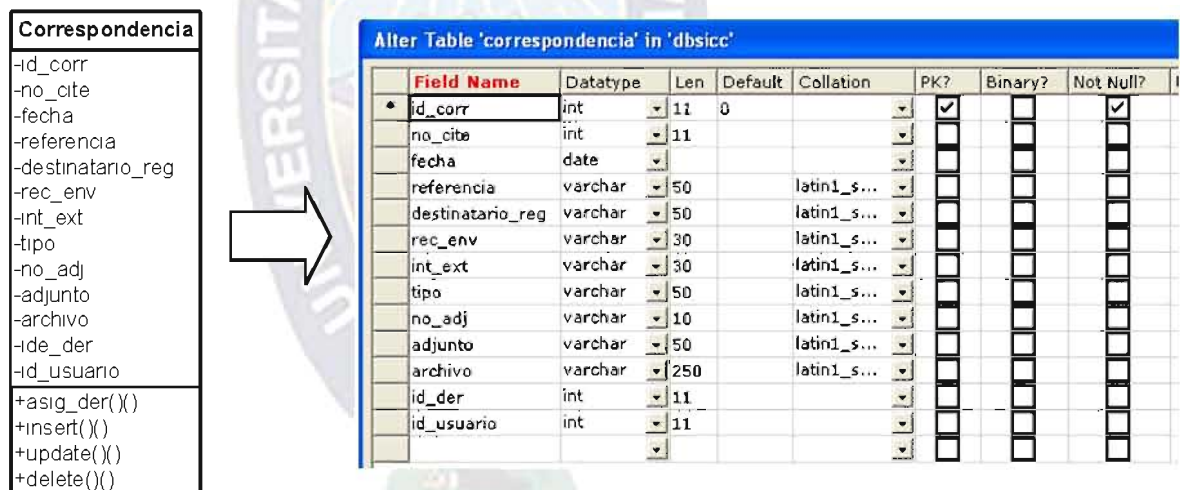 Correspondencia
-id_corr
-no_cite
-fecha
-referencia
-destinatario_reg
-rec_env
-int_ext
-tipo
-no_adj
-adjunto
-archivo
-ide_der
-id_usuario
+asig_der()()
+insert()()
+update()()
+delete()()
Alter Table 'correspondencia' in 'dbsicc'
Field Name Datatype Len Default Collation PK? Binary? Not Null?
id_corr int 11 0
no_cite int 11
fecha date
referencia varchar 50 latin1_s...
destinatario_reg varchar 50 latin1_s...
rec_env varchar 30 latin1_s...
int_ext varchar 30 latin1_s...
tipo varchar 50 latin1_s...
no_adj varchar 10 latin1_s...
adjunto varchar 50 latin1_s...
archivo varchar 250 latin1_s...
id_der int 11
id_usuario int 11